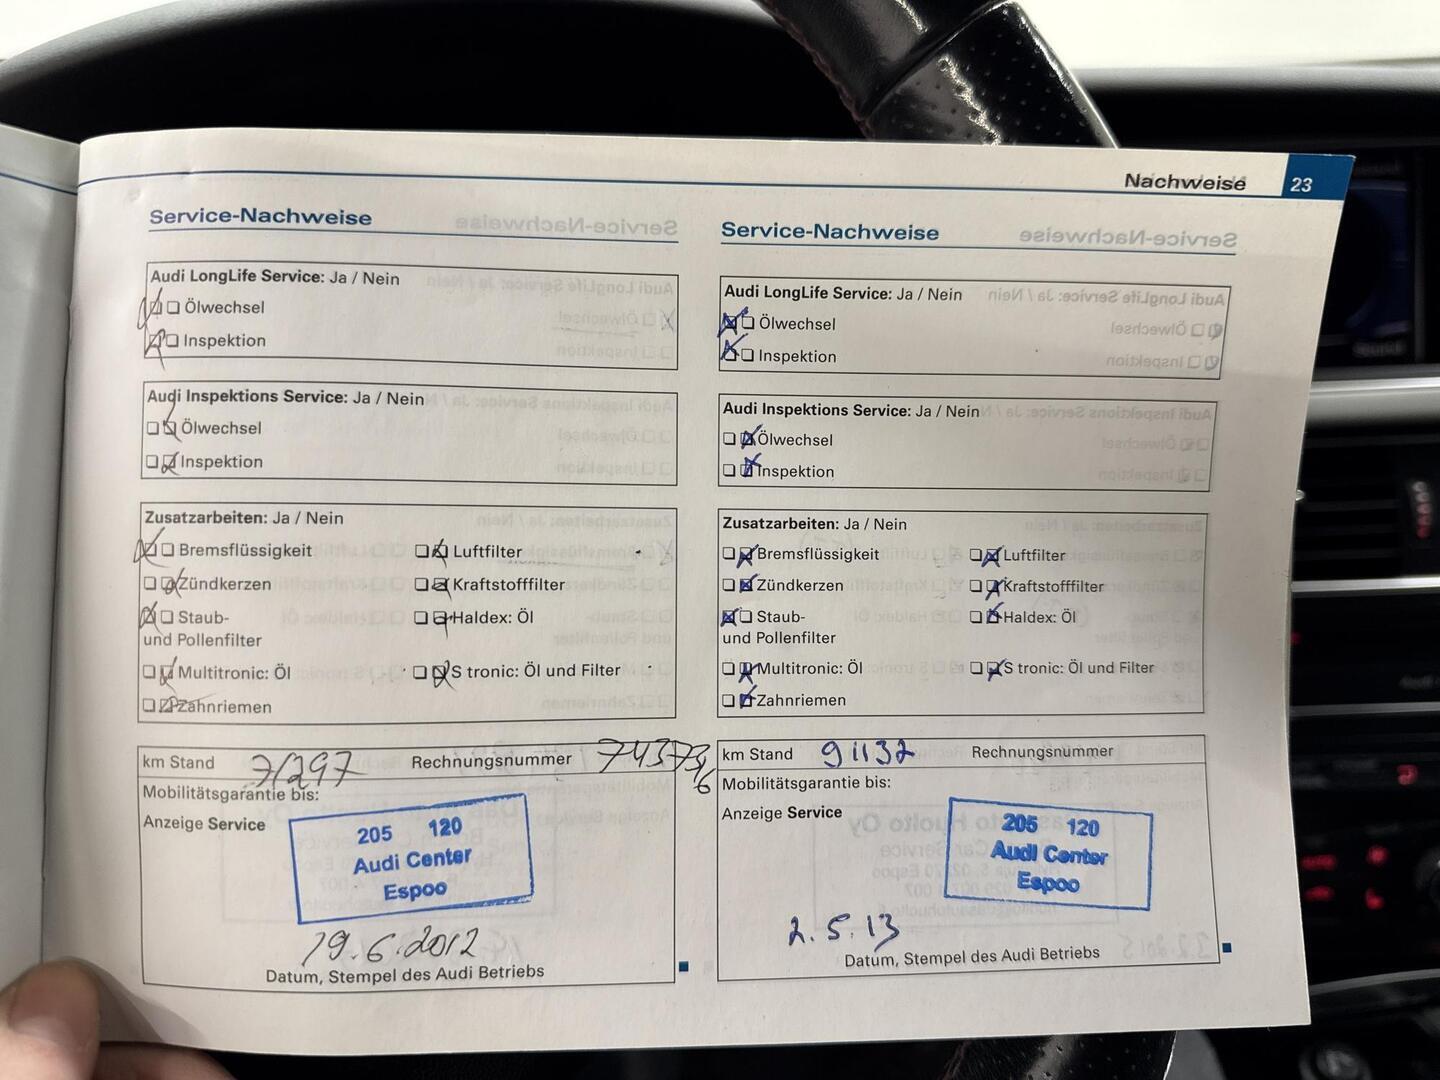 Nachweise 23
Service-Nachweise
Audi LongLife Service: Ja / Nein
Ölwechsel
Inspektion
Audi Inspektions Service: Ja / Nein
Ölwechsel
Inspektion
Zusatzarbeiten: Ja / Nein
Bremsflüssigkeit Luftfilter
Zündkerzen Kraftstofffilter
Staub- Haldex: Öl
und Pollenfilter
Multitronic: Öl S tronic: Öl und Filter
Zahnriemen
km Stand 71297 Rechnungsnummer
Mobilitätsgarantie bis:
Anzeige Service
205 120
Audi Center
Espoo
19.6.2012
Datum, Stempel des Audi Betriebs
Service-Nachweise
Audi LongLife Service: Ja / Nein
Ölwechsel
Inspektion
Audi Inspektions Service: Ja / Nein
Ölwechsel
Inspektion
Zusatzarbeiten: Ja / Nein
Bremsflüssigkeit Luftfilter
Zündkerzen Kraftstofffilter
Staub- Haldex: Öl
und Pollenfilter
Multitronic: Öl S tronic: Öl und Filter
Zahnriemen
km Stand 91132 Rechnungsnummer
Mobilitätsgarantie bis:
Anzeige Service
205 120
Audi Center
Espoo
2.5.13
Datum, Stempel des Audi Betriebs